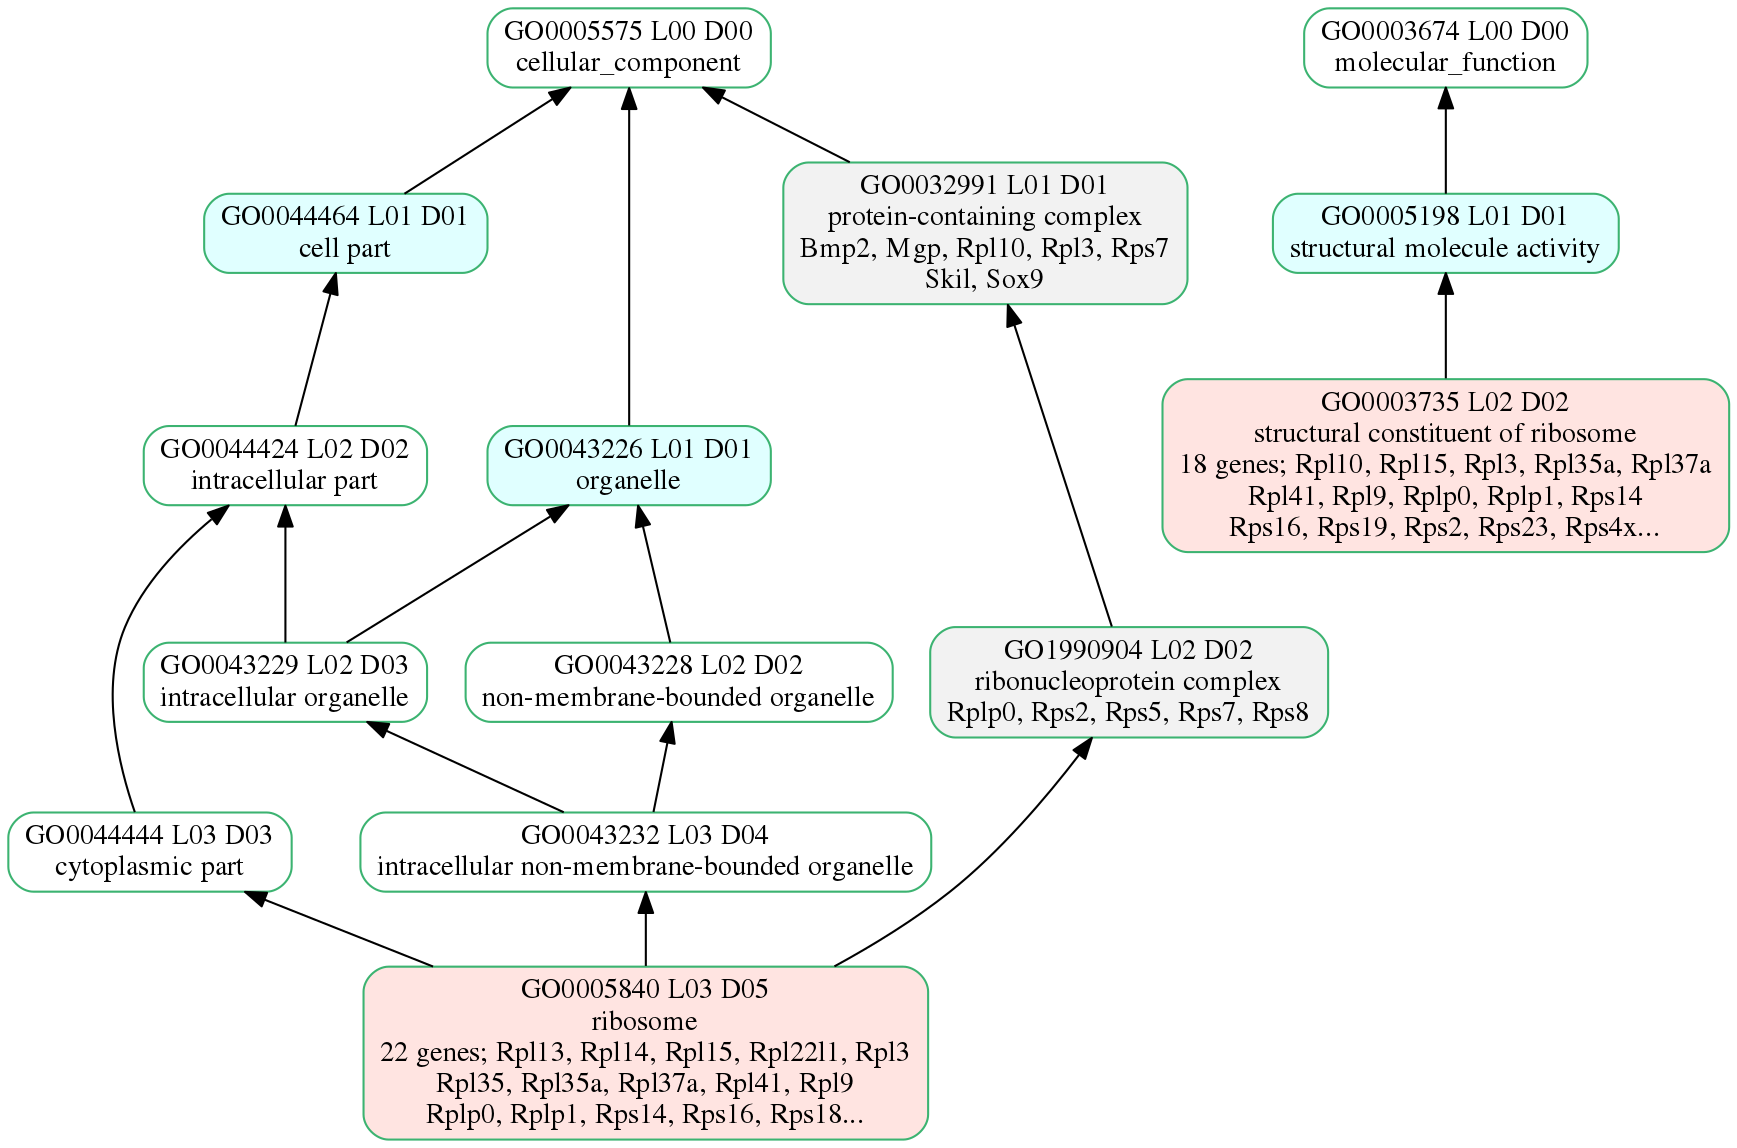 GO0005575 L00 D00
cellular_component
GO0003674 L00 D00
molecular_function
GO0044464 L01 D01
cell part
GO0032991 L01 D01
protein-containing complex
Bmp2, Mgp, Rpl10, Rpl3, Rps7
Skil, Sox9
GO0005198 L01 D01
structural molecule activity
GO0044424 L02 D02
intracellular part
GO0043226 L01 D01
organelle
GO0003735 L02 D02
structural constituent of ribosome
18 genes; Rpl10, Rpl15, Rpl3, Rpl35a, Rpl37a
Rpl41, Rpl9, Rplp0, Rplp1, Rps14
Rps16, Rps19, Rps2, Rps23, Rps4x...
GO0043229 L02 D03
intracellular organelle
GO0043228 L02 D02
non-membrane-bounded organelle
GO1990904 L02 D02
ribonucleoprotein complex
Rplp0, Rps2, Rps5, Rps7, Rps8
GO0044444 L03 D03
cytoplasmic part
GO0043232 L03 D04
intracellular non-membrane-bounded organelle
GO0005840 L03 D05
ribosome
22 genes; Rpl13, Rpl14, Rpl15, Rpl22l1, Rpl3
Rpl35, Rpl35a, Rpl37a, Rpl41, Rpl9
Rplp0, Rplp1, Rps14, Rps16, Rps18...